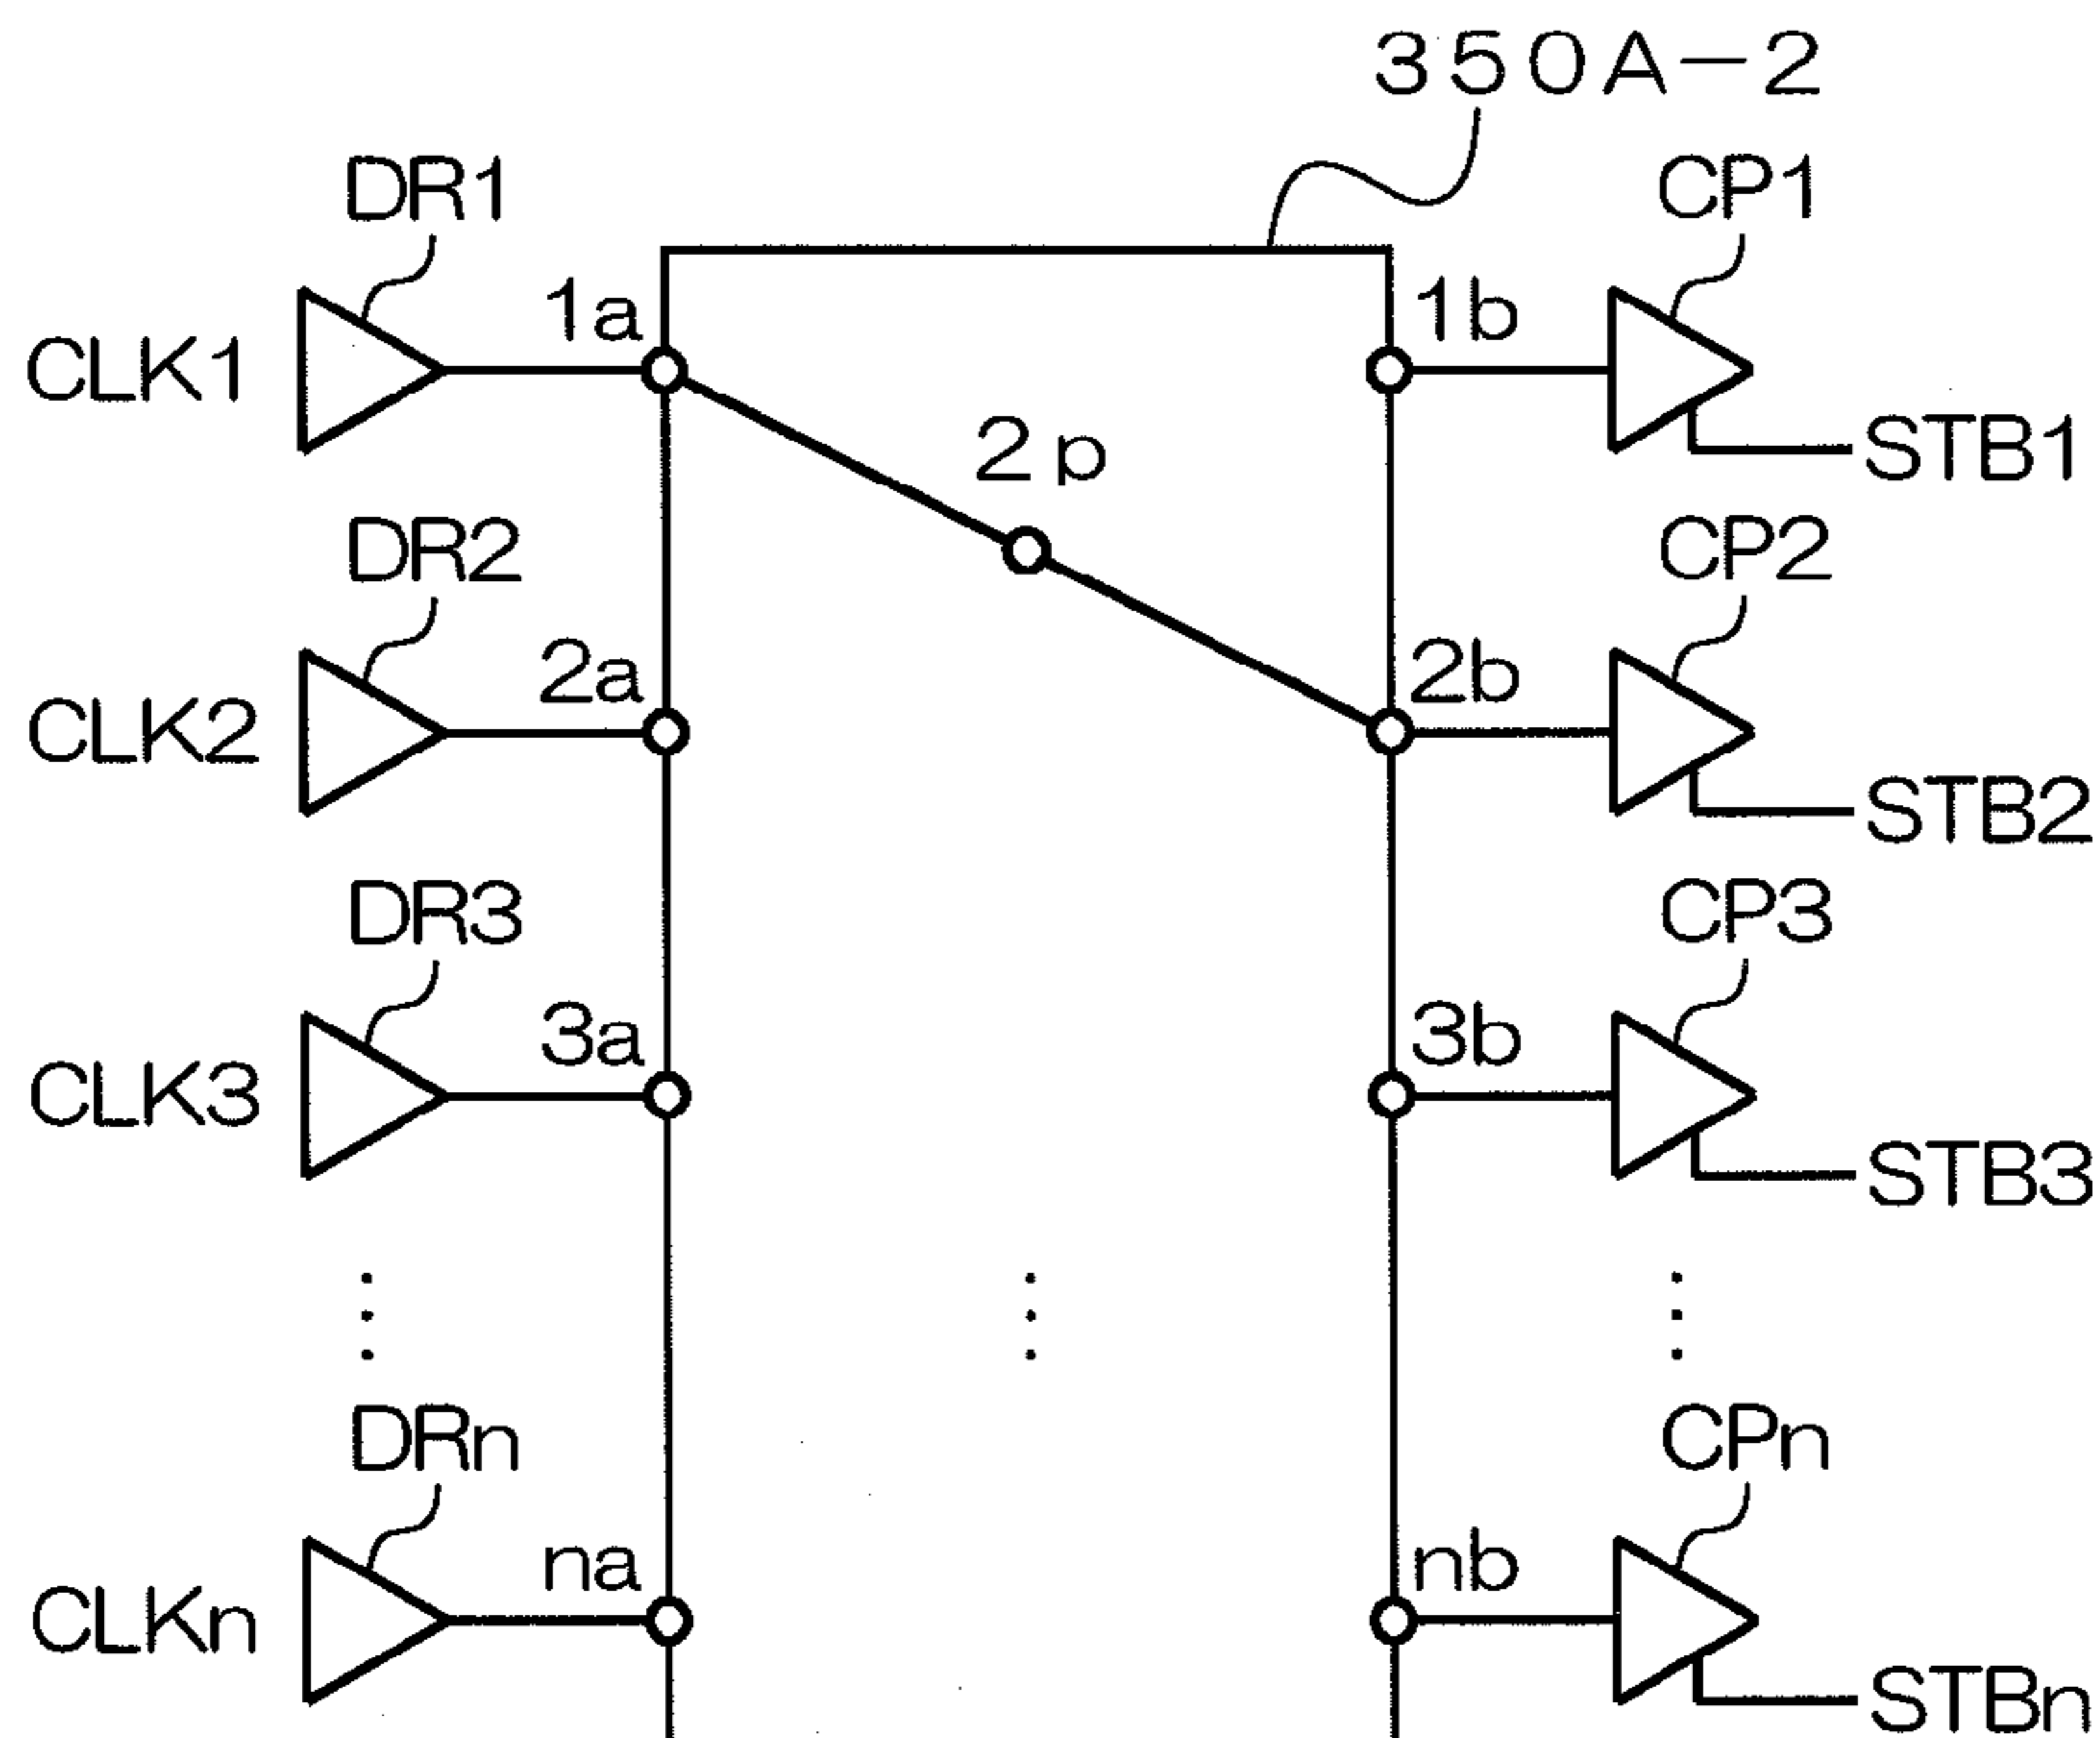 350A-2
DR1
CP1
1a
1b
CLK1
2p
STB1
DR2
CP2
2a
2b
CLK2
STB2
DR3
CP3
3a
3b
CLK3
STB3
DRn
CPn
na
nb
CLKn
STBn